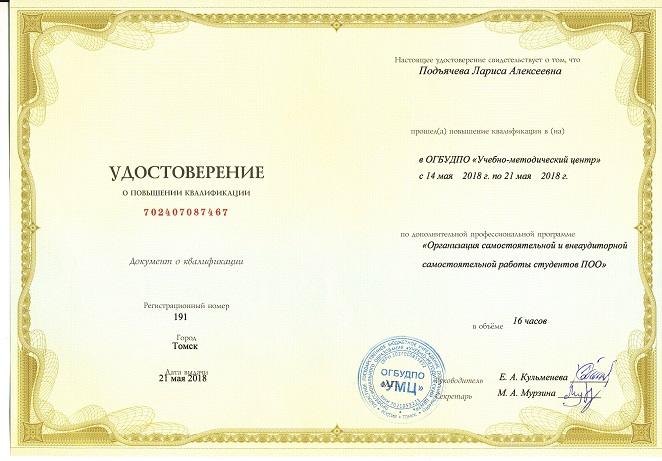 УДОСТОВЕРЕНИЕ
О ПОВЫШЕНИИ КВАЛИФИКАЦИИ
702407087467
Документ о квалификации
Регистрационный номер
191
Город
Томск
Дата выдачи
21 мая 2018
Настоящее удостоверение свидетельствует о том, что
Подъячева Лариса Алексеевна
прошел(а) повышение квалификации в (на)
в ОГБУДПО «Учебно-методический центр»
с 14 мая 2018 г. по 21 мая 2018 г.
по дополнительной профессиональной программе
«Организация самостоятельной и внеаудиторной
самостоятельной работы студентов ПОО»
в объёме 16 часов
ОГБУДПО
"УМЦ"
Руководитель Е. А. Кульменева
Секретарь М. А. Мурзина